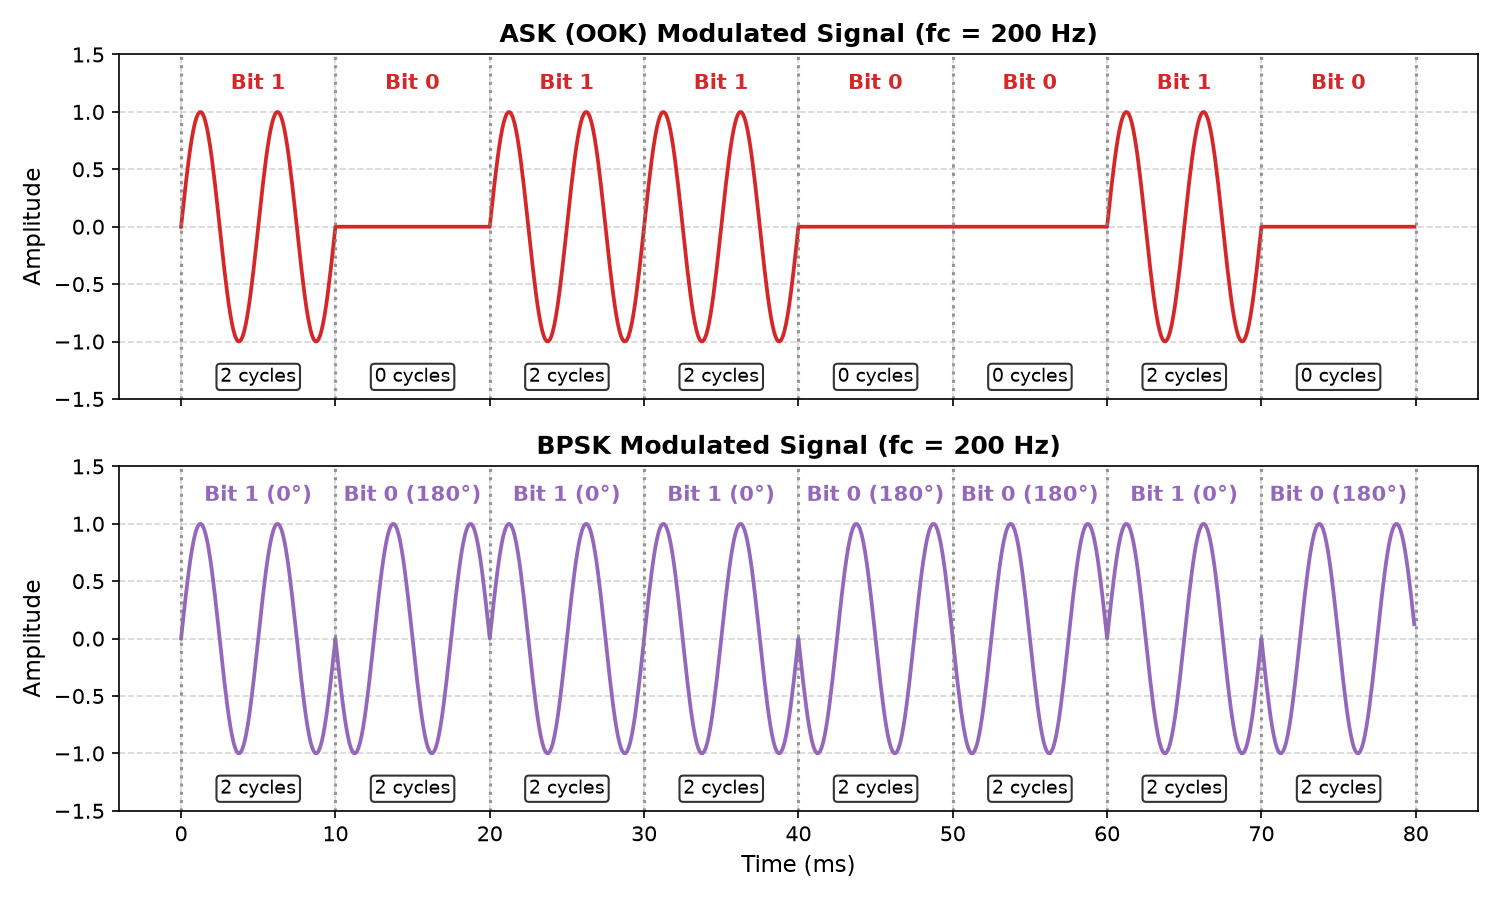 ASK (OOK) Modulated Signal (fc = 200 Hz)
1.5
1.0
0.5
0.0
−0.5
−1.0
−1.5
Amplitude
Bit 1 Bit 0 Bit 1 Bit 1 Bit 0 Bit 0 Bit 1 Bit 0
2 cycles 0 cycles 2 cycles 2 cycles 0 cycles 0 cycles 2 cycles 0 cycles
BPSK Modulated Signal (fc = 200 Hz)
1.5
1.0
0.5
0.0
−0.5
−1.0
−1.5
Amplitude
Bit 1 (0°) Bit 0 (180°) Bit 1 (0°) Bit 1 (0°) Bit 0 (180°) Bit 0 (180°) Bit 1 (0°) Bit 0 (180°)
2 cycles 2 cycles 2 cycles 2 cycles 2 cycles 2 cycles 2 cycles 2 cycles
0 10 20 30 40 50 60 70 80
Time (ms)